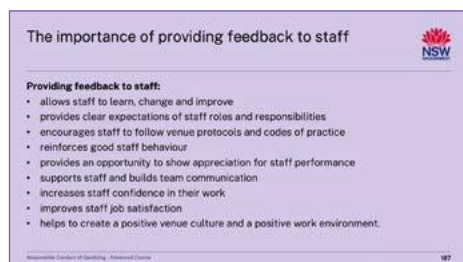 The importance of providing feedback to staff
NSW
GOVERNMENT
Providing feedback to staff:
• allows staff to learn, change and improve
• provides clear expectations of staff roles and responsibilities
• encourages staff to follow venue protocols and codes of practice
• reinforces good staff behaviour
• provides an opportunity to show appreciation for staff performance
• supports staff and builds team communication
• increases staff confidence in their work
• improves staff job satisfaction
• helps to create a positive venue culture and a positive work environment.
Responsible Conduct of Gambling - Advanced Course
107